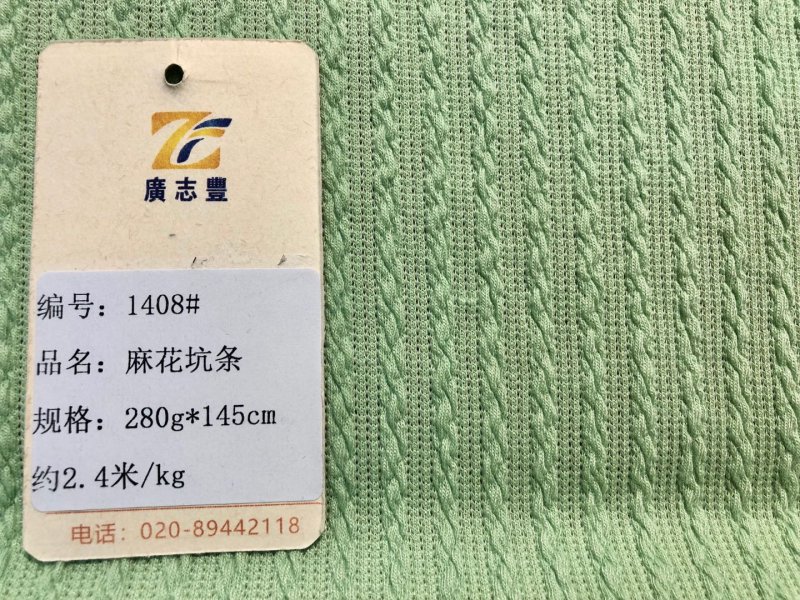 廣志豐
编号：1408#
品名：麻花坑条
规格：280g*145cm
约2.4米/kg
电话：020-89442118